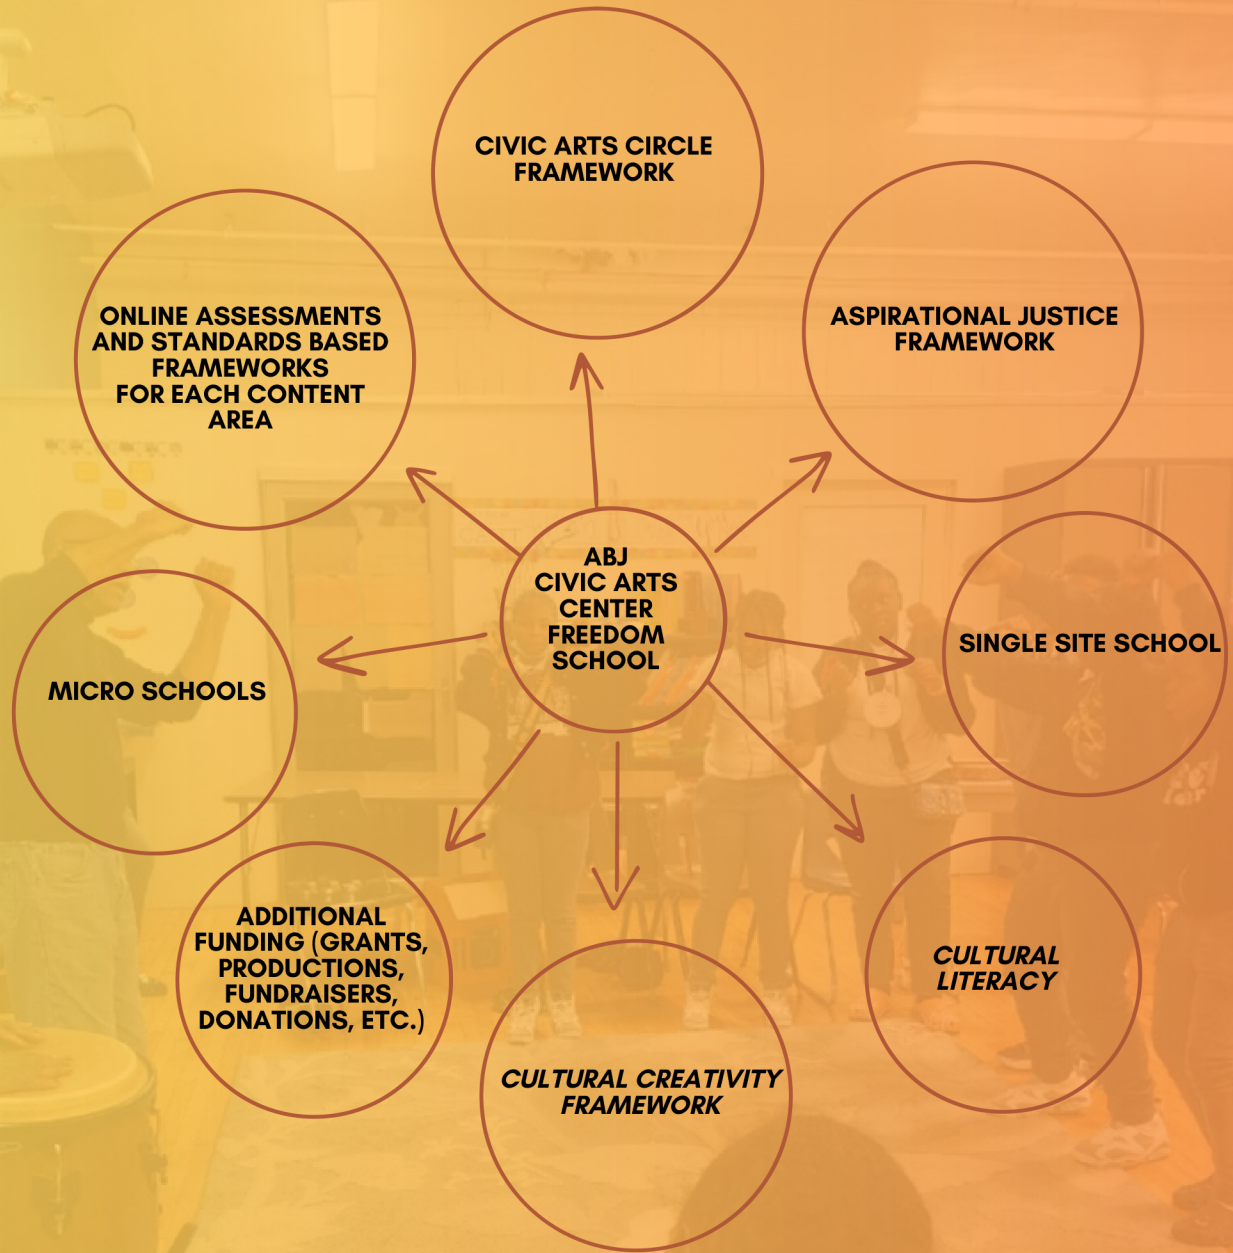 CIVIC ARTS CIRCLE
FRAMEWORK
ONLINE ASSESSMENTS
AND STANDARDS BASED
FRAMEWORKS
FOR EACH CONTENT
AREA
ASPIRATIONAL JUSTICE
FRAMEWORK
ABJ
CIVIC ARTS
CENTER
FREEDOM
SCHOOL
SINGLE SITE SCHOOL
MICRO SCHOOLS
ADDITIONAL
FUNDING (GRANTS,
PRODUCTIONS,
FUNDRAISERS,
DONATIONS, ETC.)
CULTURAL
LITERACY
CULTURAL CREATIVITY
FRAMEWORK